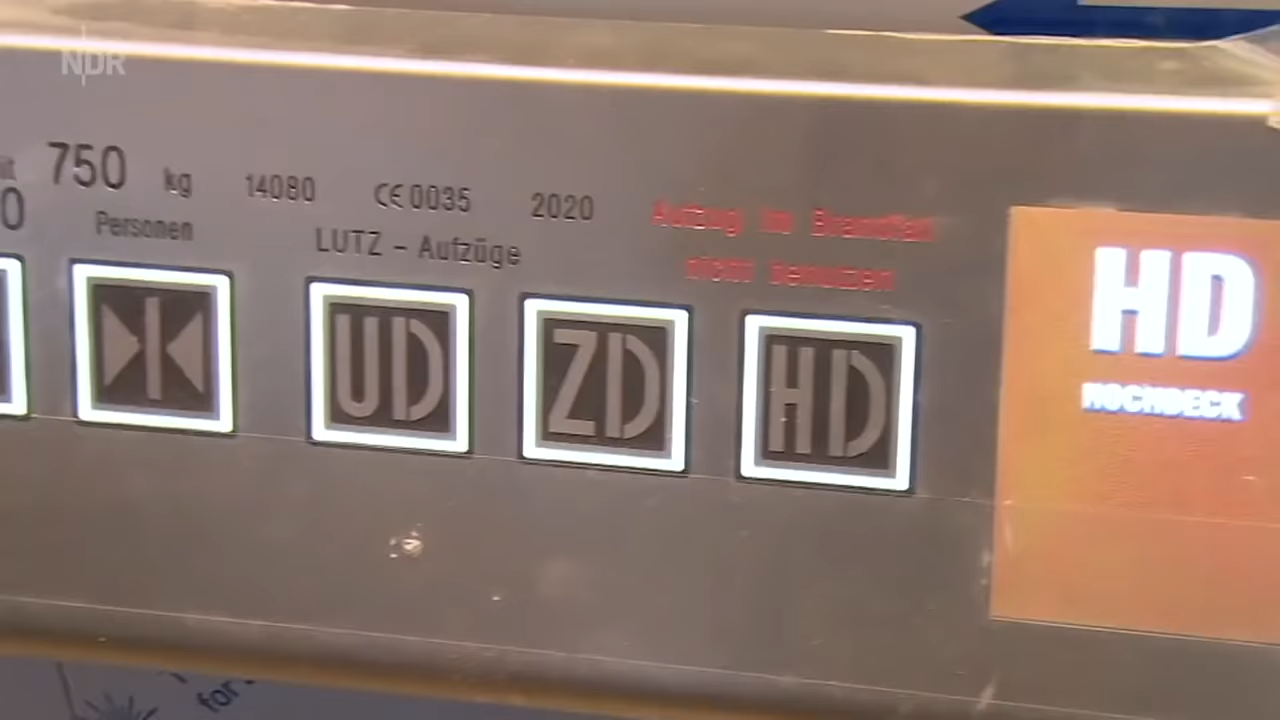 NDR
750 kg 14080 CE 0035 2020
Personen
LUTZ - Aufzüge
Aufzug im Brandfall
nicht benutzen
UD ZD HD
HD
HOCHDECK
for